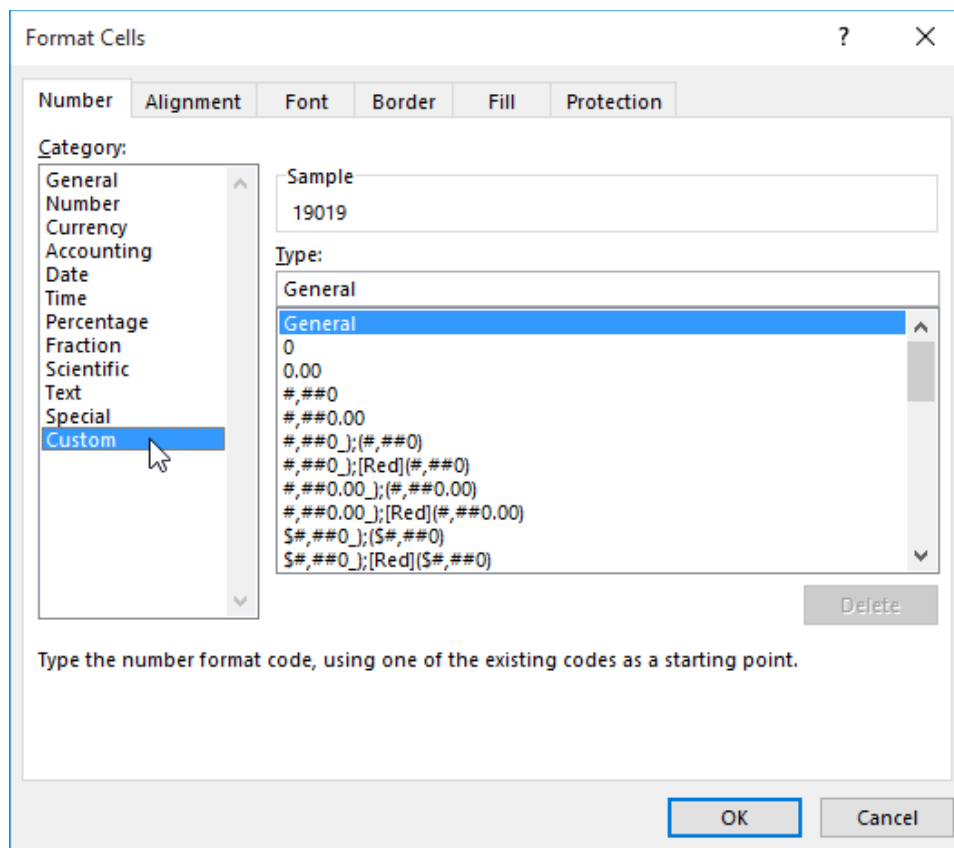 Format Cells ?
Number Alignment Font Border Fill Protection
Category:
General
Number
Currency
Accounting
Date
Time
Percentage
Fraction
Scientific
Text
Special
Custom
Sample
19019
Type:
General
General
0
0.00
#,##0
#,##0.00
#,##0_);(#,##0)
#,##0_);[Red](#,##0)
#,##0.00_);(#,##0.00)
#,##0.00_);[Red](#,##0.00)
$#,##0_);($#,##0)
$#,##0_);[Red]($#,##0)
Delete
Type the number format code, using one of the existing codes as a starting point.
OK Cancel